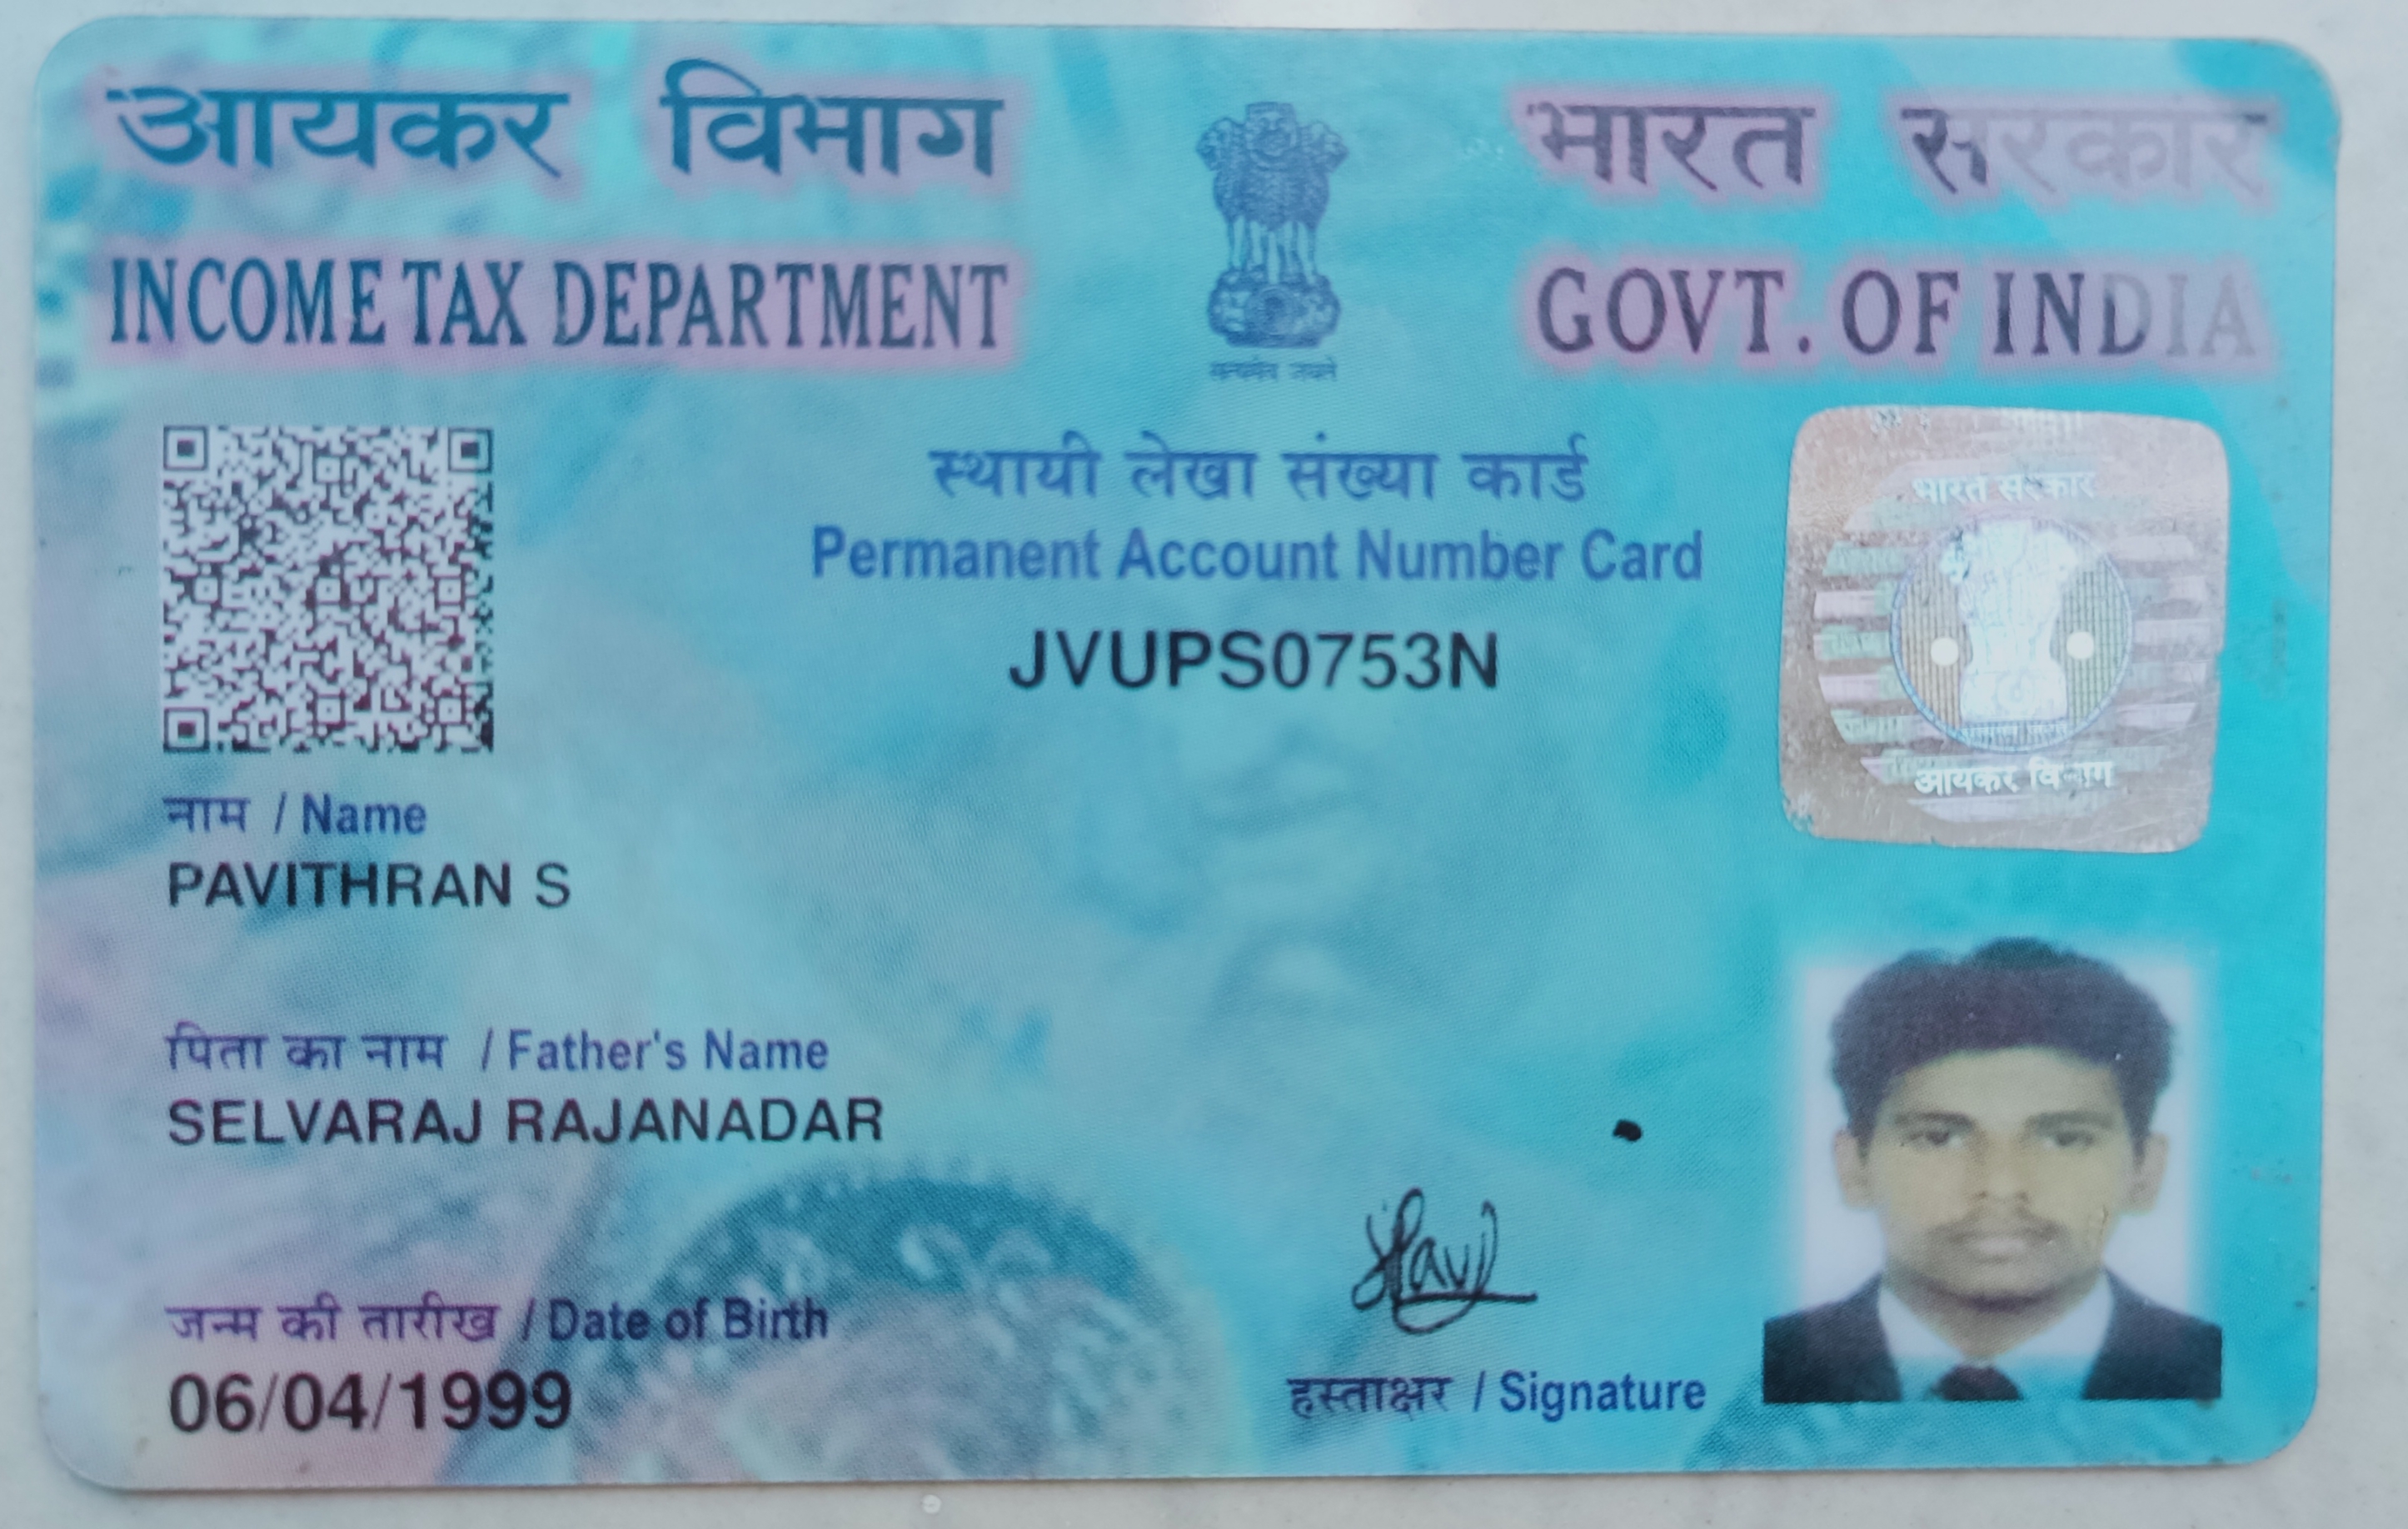 आयकर विभाग
INCOME TAX DEPARTMENT
भारत सरकार
GOVT. OF INDIA
सत्यमेव जयते
स्थायी लेखा संख्या कार्ड
Permanent Account Number Card
JVUPS0753N
भारत सरकार
आयकर विभाग
नाम / Name
PAVITHRAN S
पिता का नाम / Father's Name
SELVARAJ RAJANADAR
जन्म की तारीख / Date of Birth
06/04/1999
हस्ताक्षर / Signature